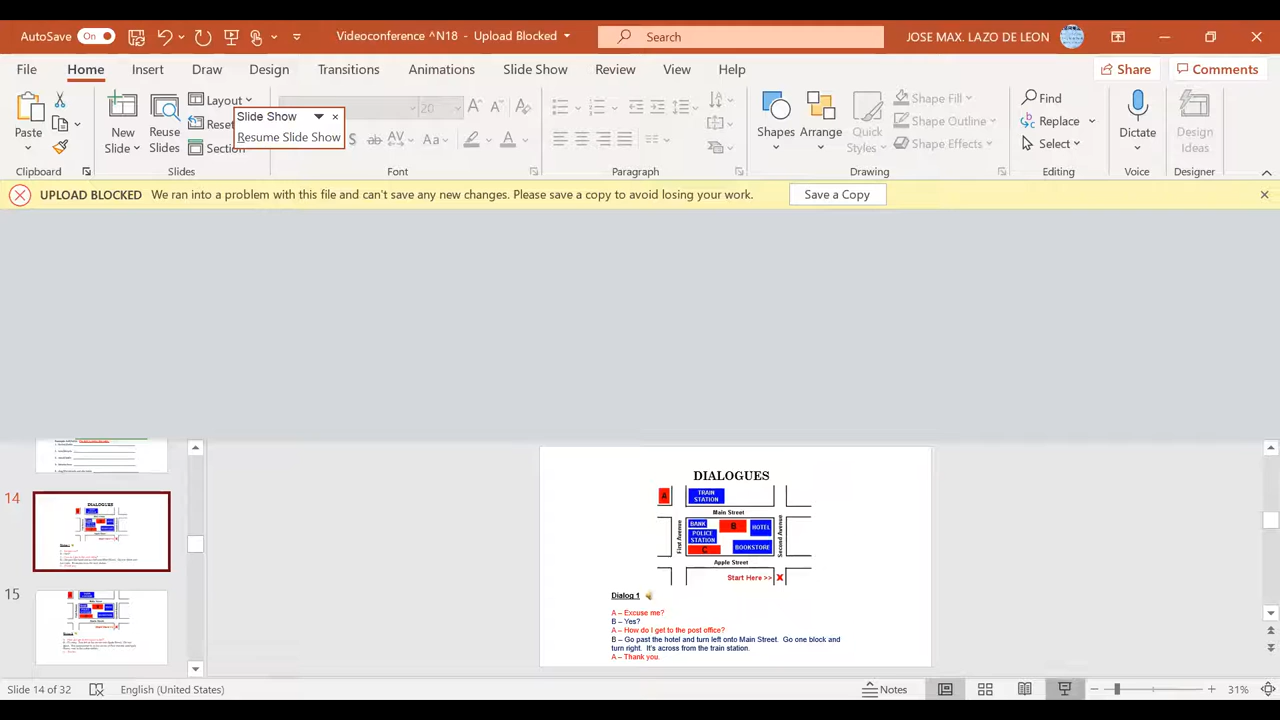 AutoSave On Videoconference ^N18 - Upload Blocked Search JOSE MAX. LAZO DE LEON
File Home Insert Draw Design Transitions Animations Slide Show Review View Help Share Comments
Paste
New Slide
Reuse Slides
Layout
Reset
Section
Slide Show
Resume Slide Show
20
Aa
Shapes
Arrange
Quick Styles
Shape Fill
Shape Outline
Shape Effects
Find
Replace
Select
Dictate
Design Ideas
Clipboard Slides Font Paragraph Drawing Editing Voice Designer
UPLOAD BLOCKED We ran into a problem with this file and can't save any new changes. Please save a copy to avoid losing your work. Save a Copy
14
DIALOGUES
15
DIALOGUES
A
TRAIN STATION
Main Street
First Avenue
BANK
B
HOTEL
POLICE STATION
C
BOOKSTORE
Second Avenue
Apple Street
Start Here >> X
Dialog 1
A – Excuse me?
B – Yes?
A – How do I get to the post office?
B – Go past the hotel and turn left onto Main Street. Go one block and
turn right. It's across from the train station.
A – Thank you.
Slide 14 of 32 English (United States) Notes 31%